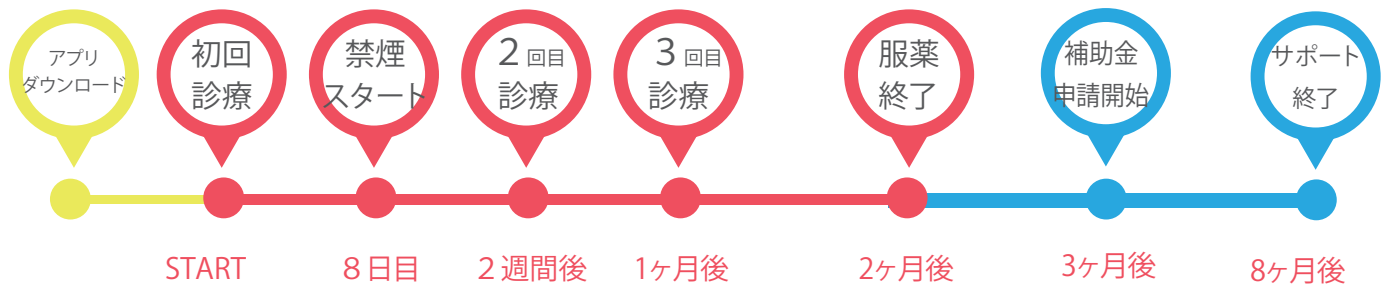 アプリ
ダウンロード
初回
診療
禁煙
スタート
２回目
診療
３回目
診療
服薬
終了
補助金
申請開始
サポート
終了
START
８日目
２週間後
1ヶ月後
2ヶ月後
3ヶ月後
8ヶ月後